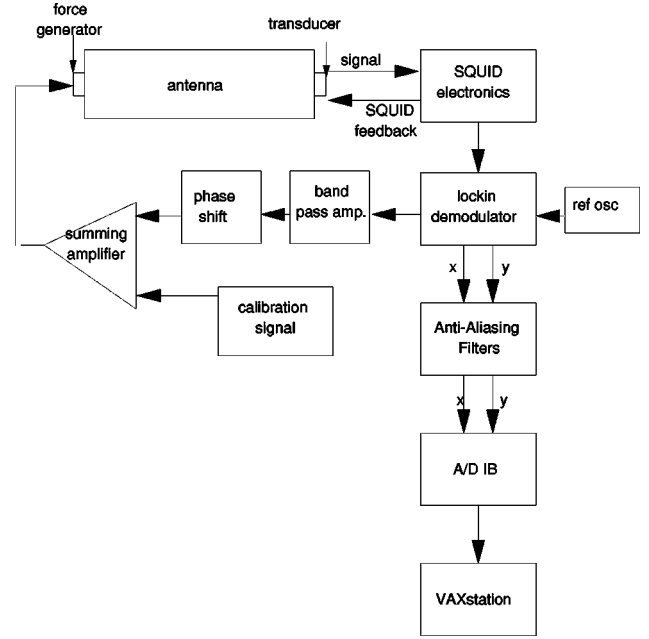 force
generator
transducer
antenna
signal
SQUID
feedback
SQUID
electronics
phase
shift
band
pass amp.
lockin
demodulator
ref osc
summing
amplifier
x
y
calibration
signal
Anti-Aliasing
Filters
x
y
A/D IB
VAXstation